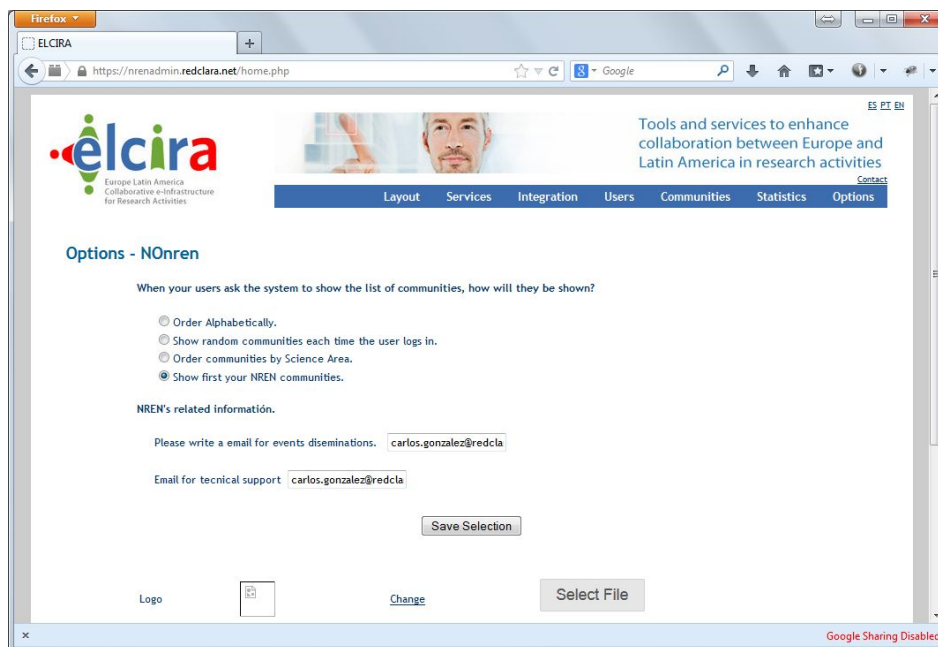 Firefox
ELCIRA
https://nrenadmin.redclara.net/home.php
Google
ES PT EN
elcira
Europe Latin America
Collaborative e-Infrastructure
for Research Activities
Tools and services to enhance
collaboration between Europe and
Latin America in research activities
Contact
Layout Services Integration Users Communities Statistics Options
Options - NOnren
When your users ask the system to show the list of communities, how will they be shown?
Order Alphabetically.
Show random communities each time the user logs in.
Order communities by Science Area.
Show first your NREN communities.
NREN's related informatión.
Please write a email for events diseminations. carlos.gonzalez@redcla
Email for tecnical support carlos.gonzalez@redcla
Save Selection
Logo Change Select File
Google Sharing Disabled